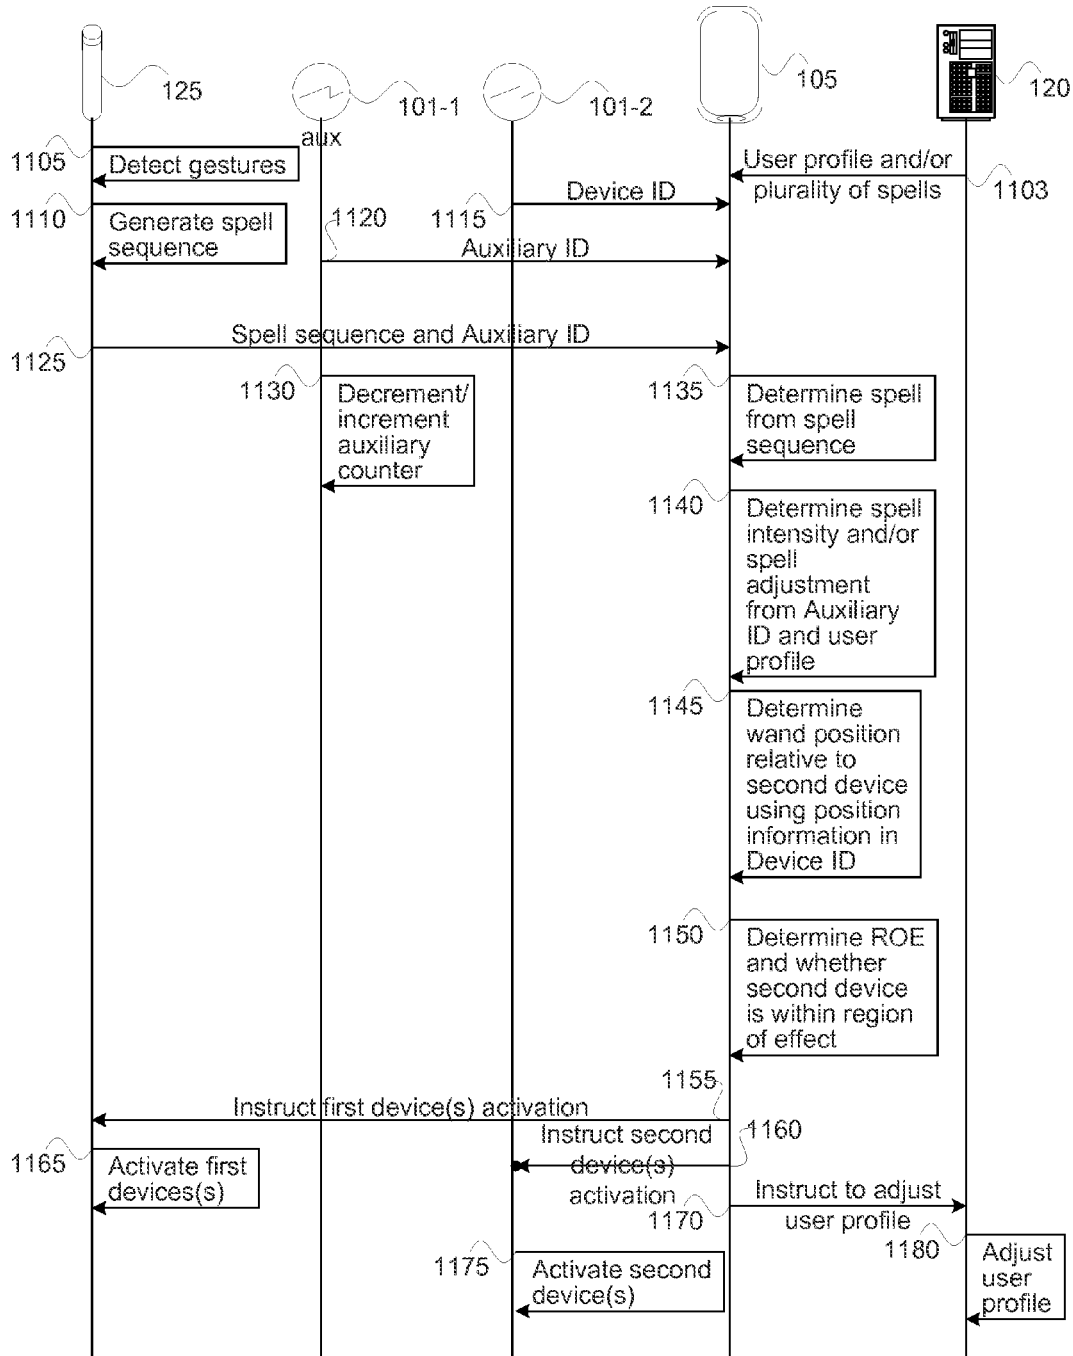 125
101-1
101-2
105
120
aux
1105
Detect gestures
User profile and/or
plurality of spells
1103
1110
Generate spell
sequence
1115
Device ID
1120
Auxiliary ID
1125
Spell sequence and Auxiliary ID
1130
Decrement/
increment
auxiliary
counter
1135
Determine spell
from spell
sequence
1140
Determine spell
intensity and/or
spell
adjustment
from Auxiliary
ID and user
profile
1145
Determine
wand position
relative to
second device
using position
information in
Device ID
1150
Determine ROE
and whether
second device
is within region
of effect
1155
Instruct first device(s) activation
1160
Instruct second
device(s)
activation
1165
Activate first
devices(s)
1170
Instruct to adjust
user profile
1175
Activate second
device(s)
1180
Adjust
user
profile